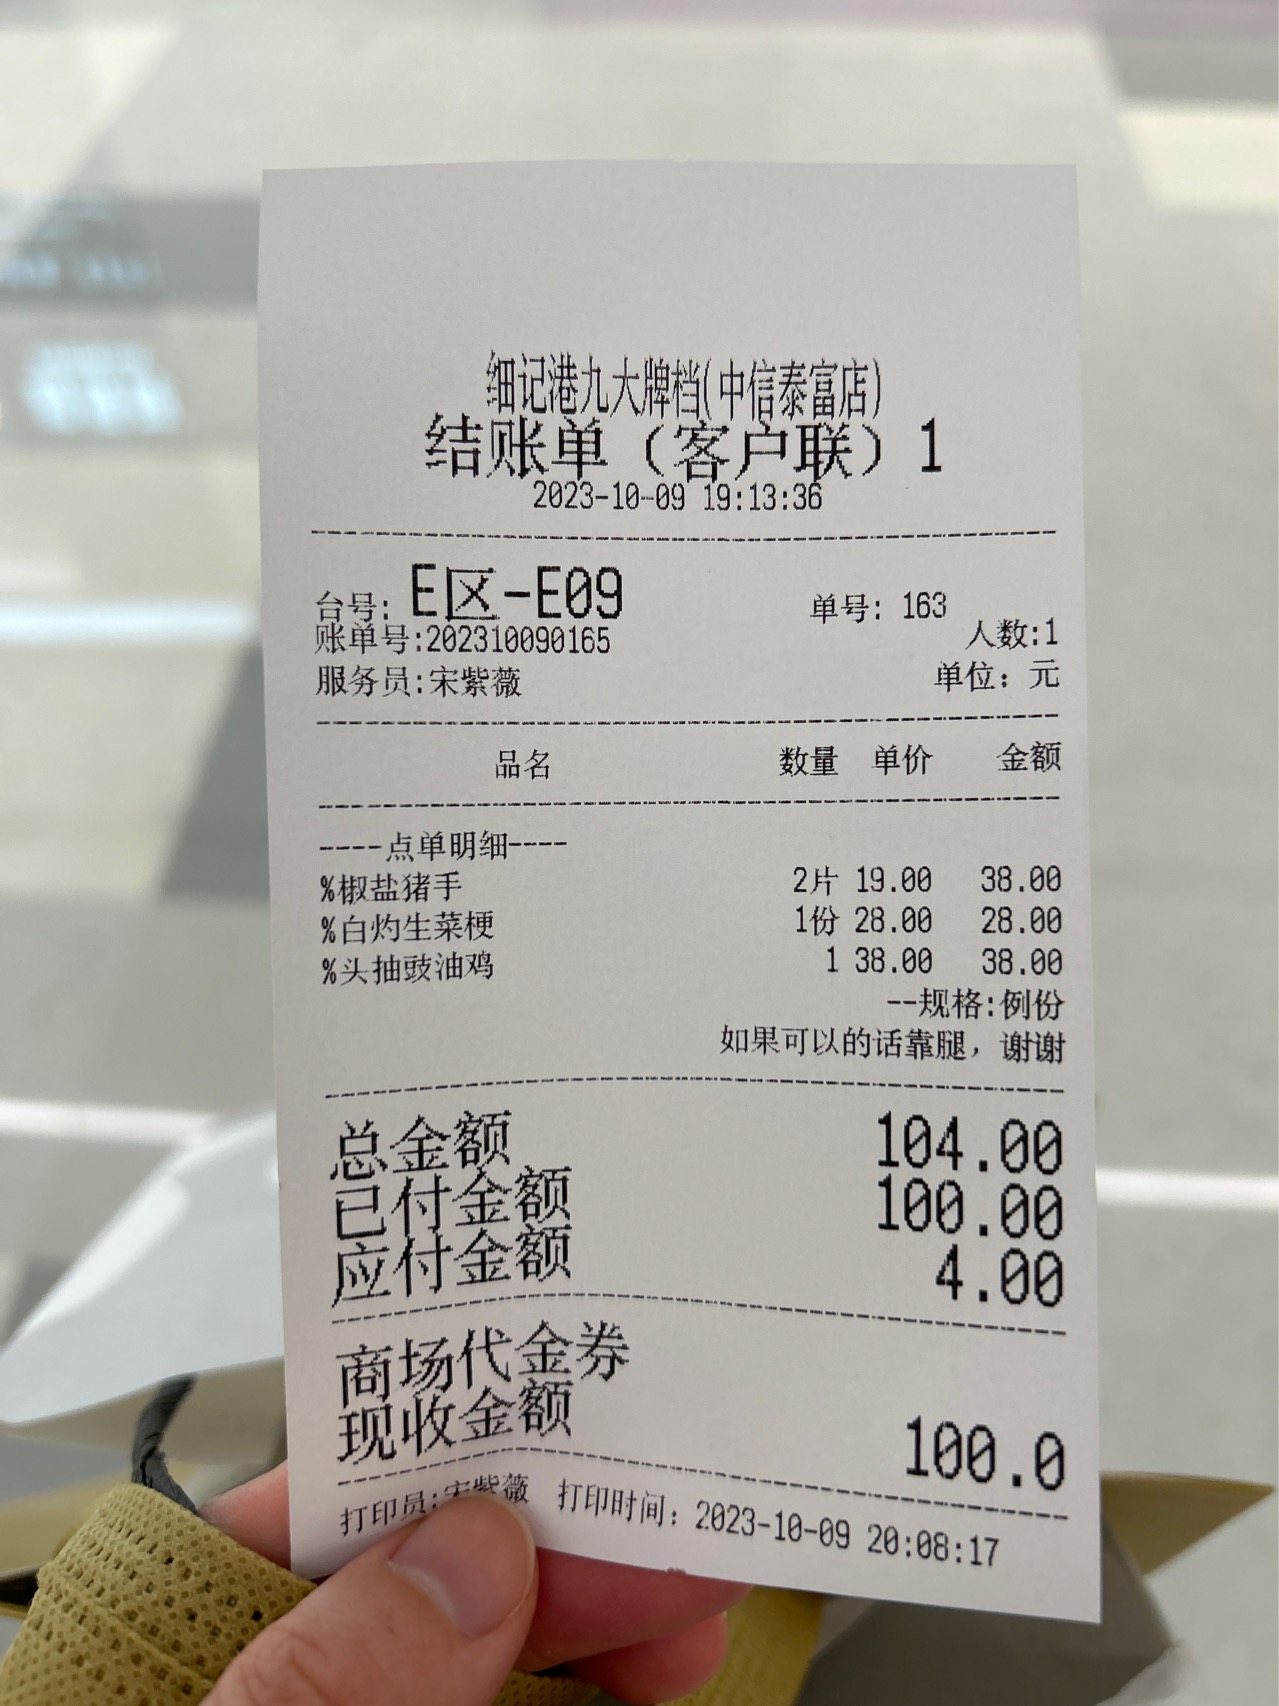 细记港九大牌档(中信泰富店)
结账单（客户联）1
2023-10-09 19:13:36
台号: E区-E09 单号: 163
账单号:202310090165 人数:1
服务员:宋紫薇 单位: 元
品名 数量 单价 金额
----点单明细----
%椒盐猪手 2片 19.00 38.00
%白灼生菜梗 1份 28.00 28.00
%头抽豉油鸡 1 38.00 38.00
--规格:例份
如果可以的话靠腿，谢谢
总金额 104.00
已付金额 100.00
应付金额 4.00
商场代金券
现收金额 100.0
打印员:宋紫薇 打印时间: 2023-10-09 20:08:17